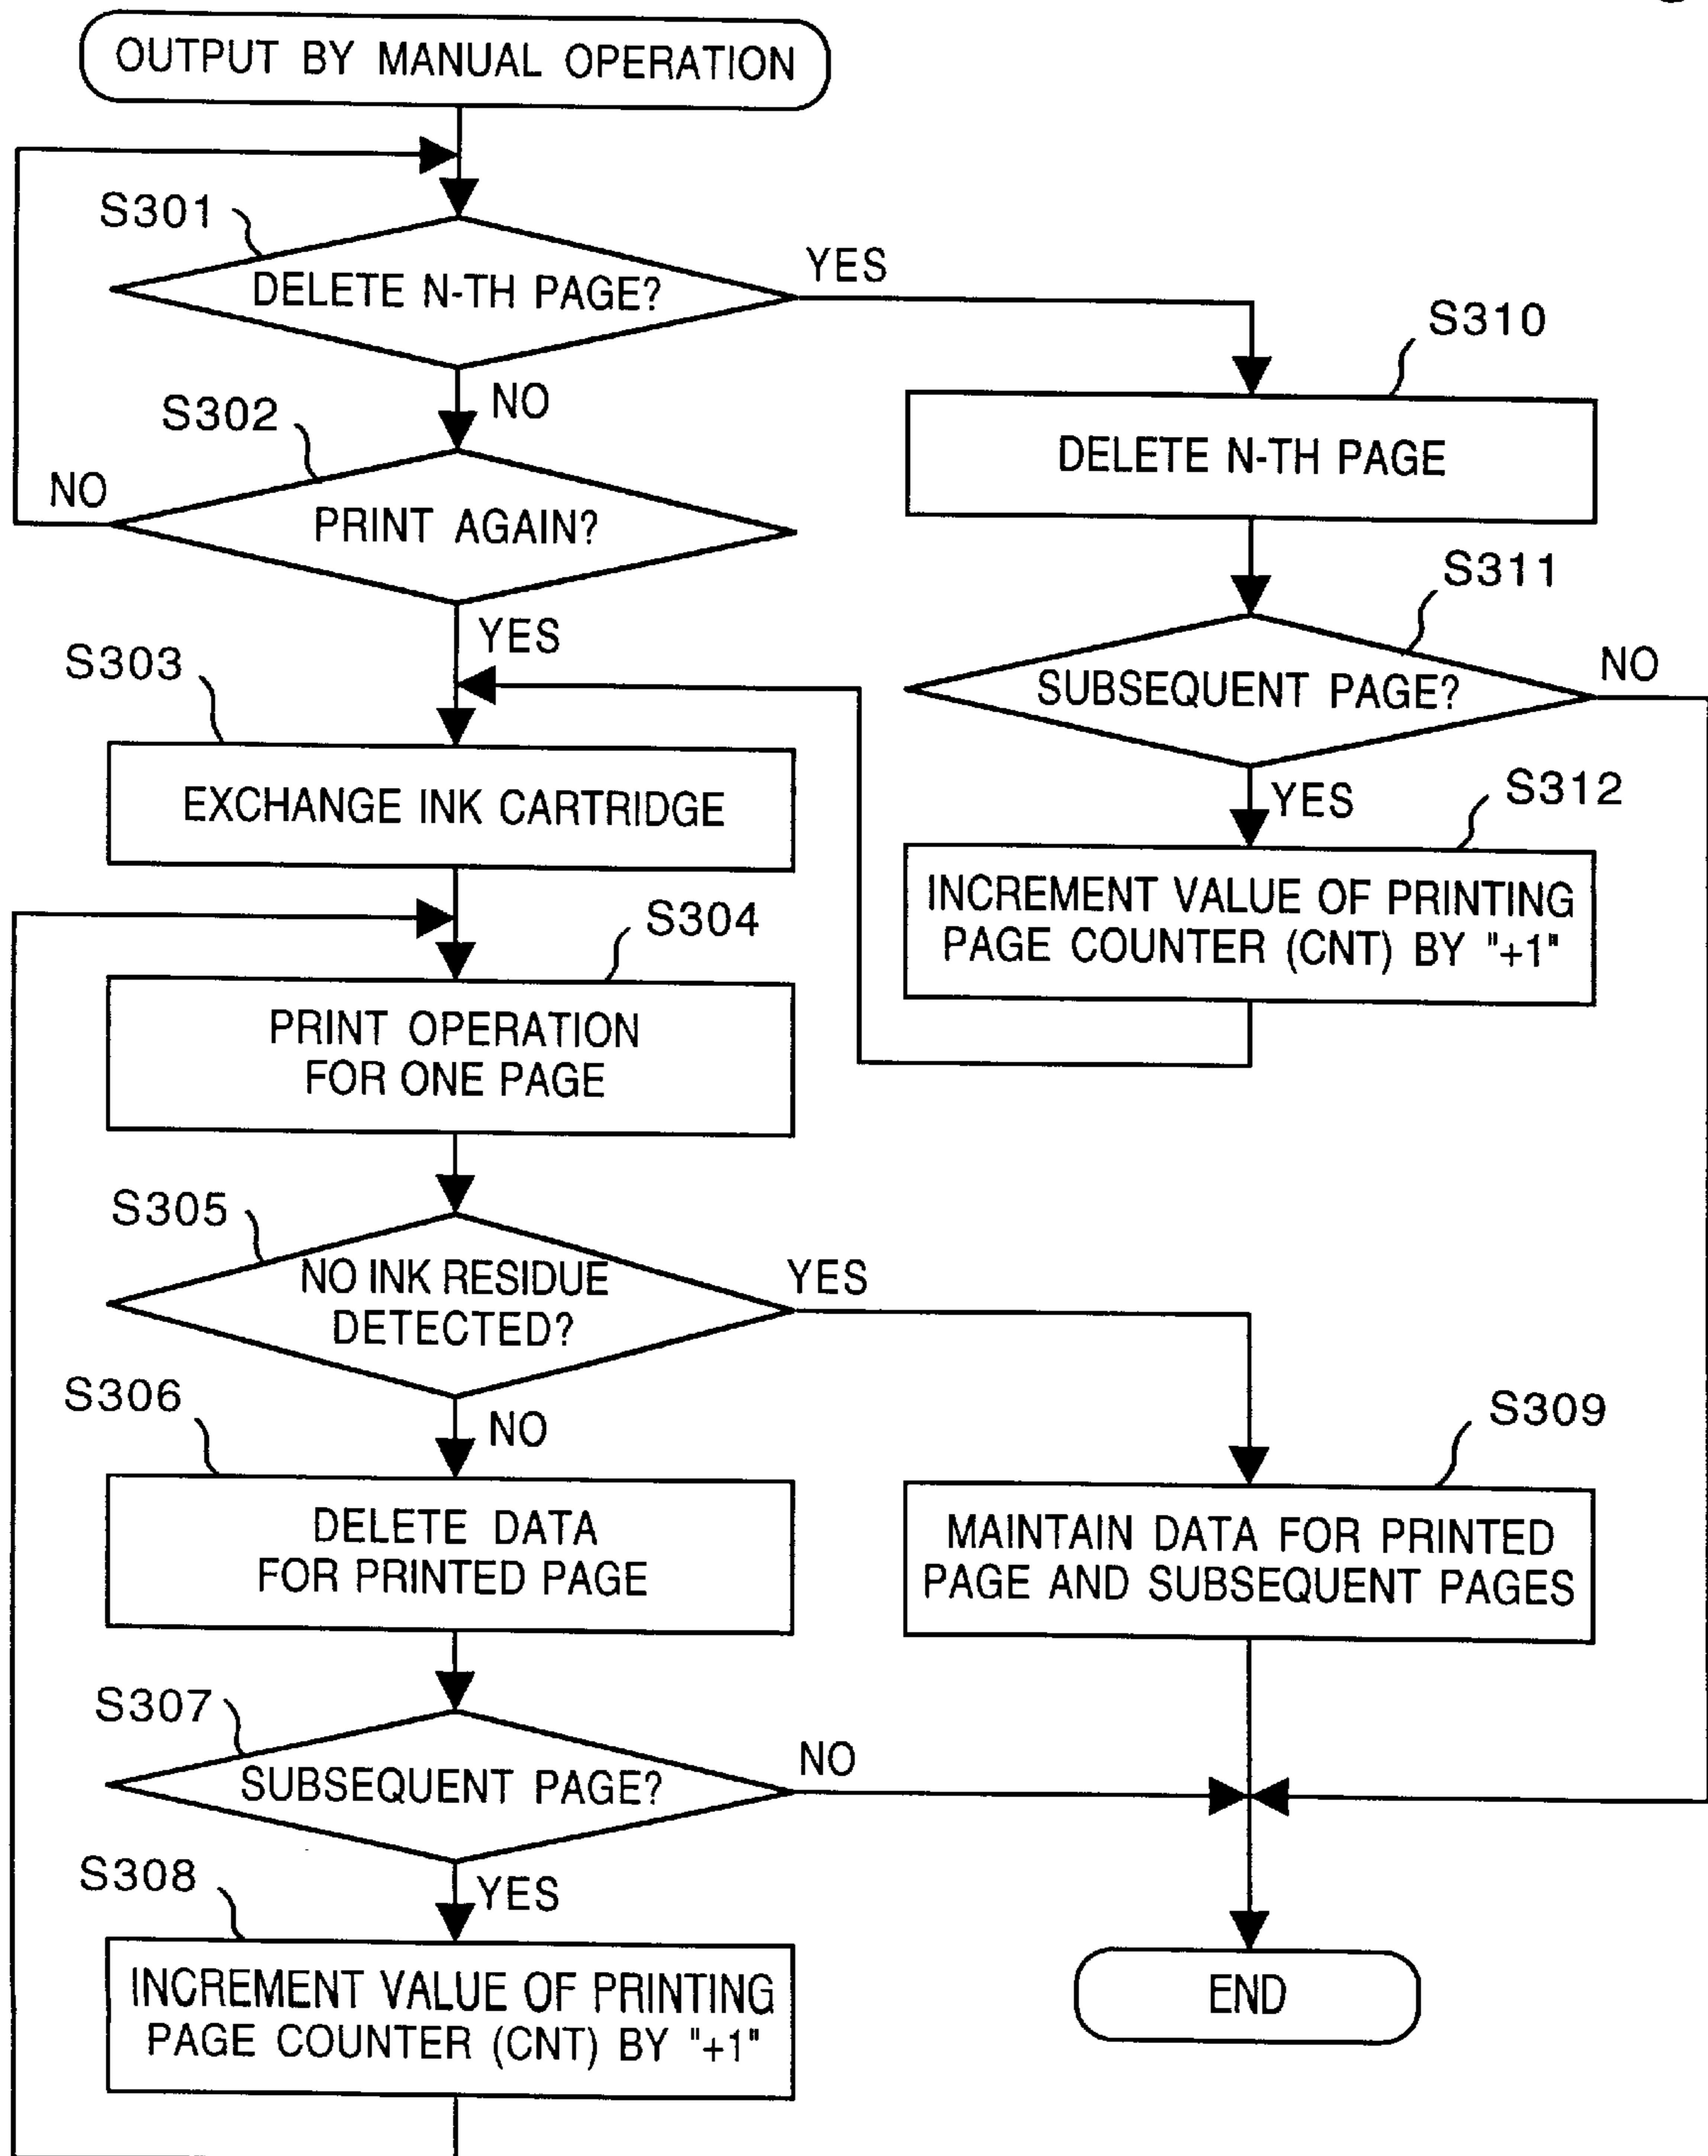 OUTPUT BY MANUAL OPERATION
S301
DELETE N-TH PAGE?
YES
NO
S302
PRINT AGAIN?
NO
YES
S310
DELETE N-TH PAGE
S311
SUBSEQUENT PAGE?
NO
YES
S312
INCREMENT VALUE OF PRINTING
PAGE COUNTER (CNT) BY "+1"
S303
EXCHANGE INK CARTRIDGE
S304
PRINT OPERATION
FOR ONE PAGE
S305
NO INK RESIDUE
DETECTED?
YES
NO
S306
DELETE DATA
FOR PRINTED PAGE
S309
MAINTAIN DATA FOR PRINTED
PAGE AND SUBSEQUENT PAGES
S307
SUBSEQUENT PAGE?
NO
YES
S308
INCREMENT VALUE OF PRINTING
PAGE COUNTER (CNT) BY "+1"
END